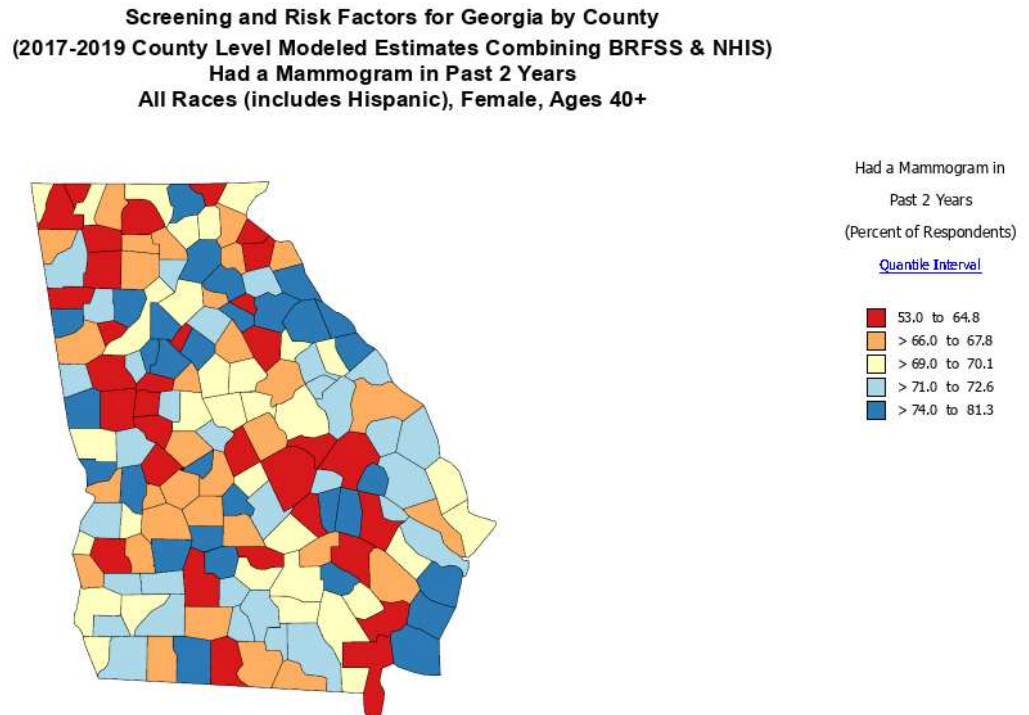 Screening and Risk Factors for Georgia by County
(2017-2019 County Level Modeled Estimates Combining BRFSS & NHIS)
Had a Mammogram in Past 2 Years
All Races (includes Hispanic), Female, Ages 40+
Had a Mammogram in
Past 2 Years
(Percent of Respondents)
Quantile Interval
53.0 to 64.8
> 66.0 to 67.8
> 69.0 to 70.1
> 71.0 to 72.6
> 74.0 to 81.3